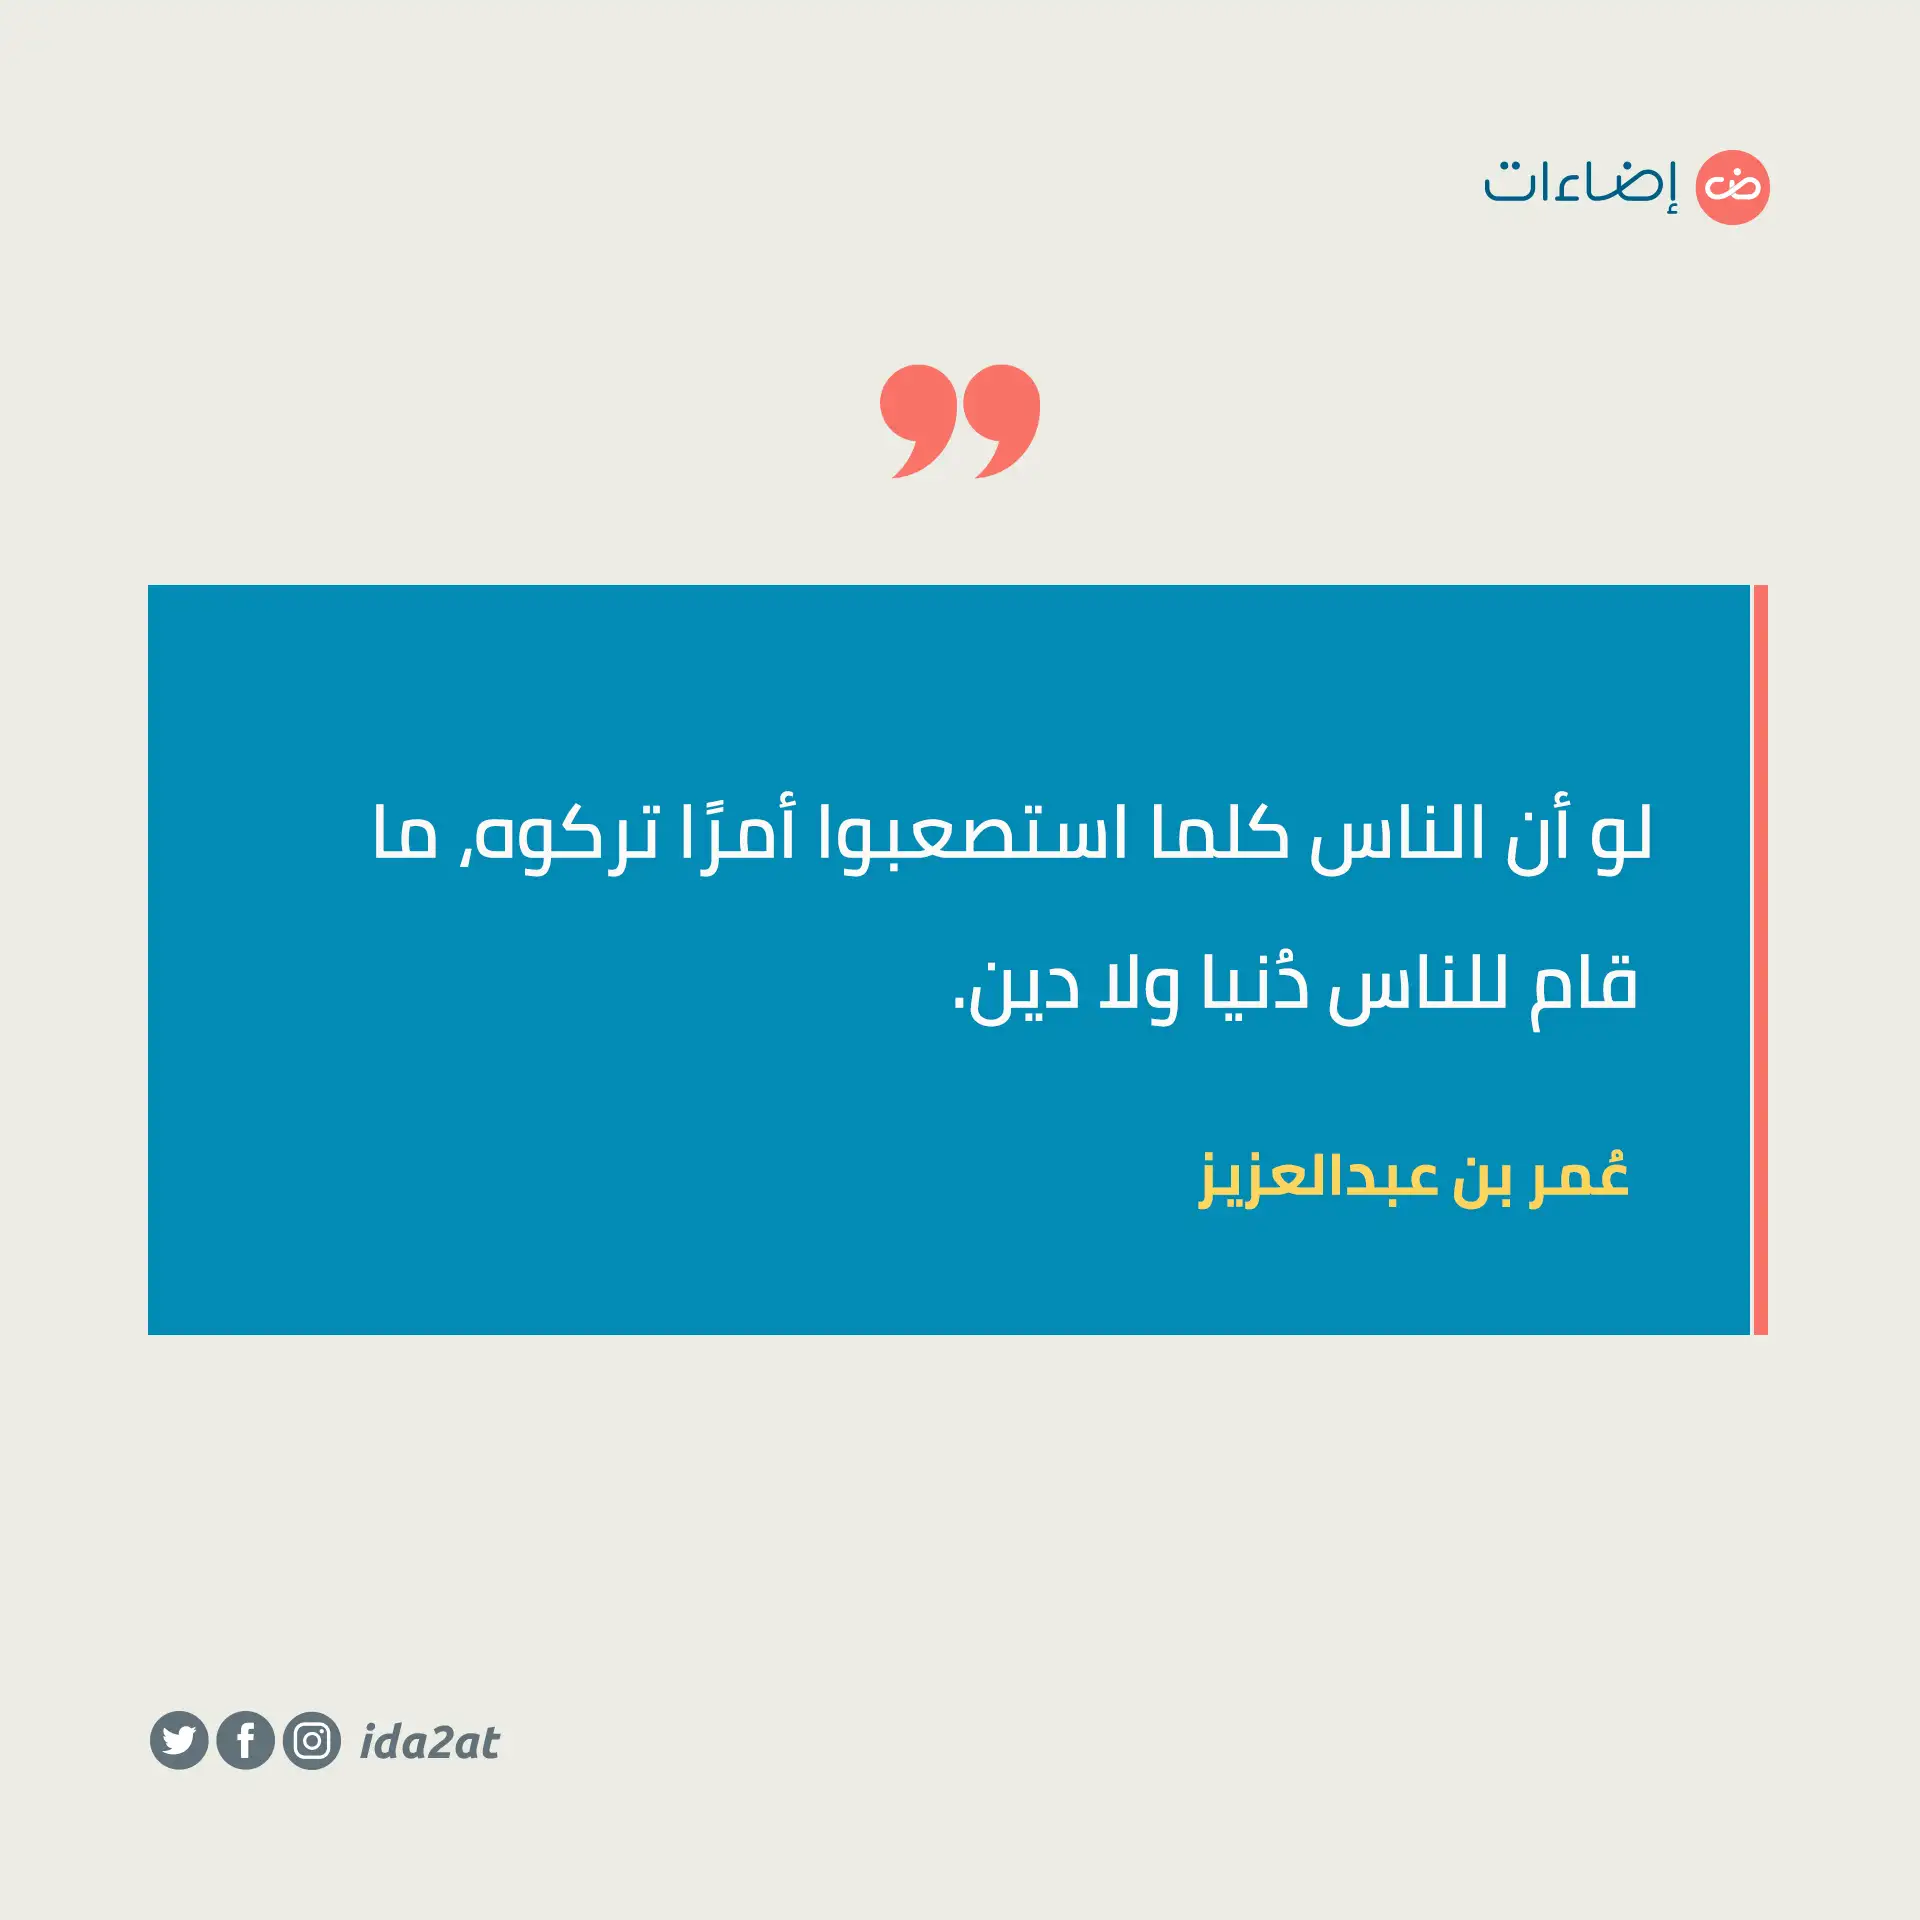 إضاءات
لو أن الناس كلما استصعبوا أمرًا تركوه, ما
قام للناس دُنيا ولا دين.
عُمر بن عبدالعزيز
ida2at